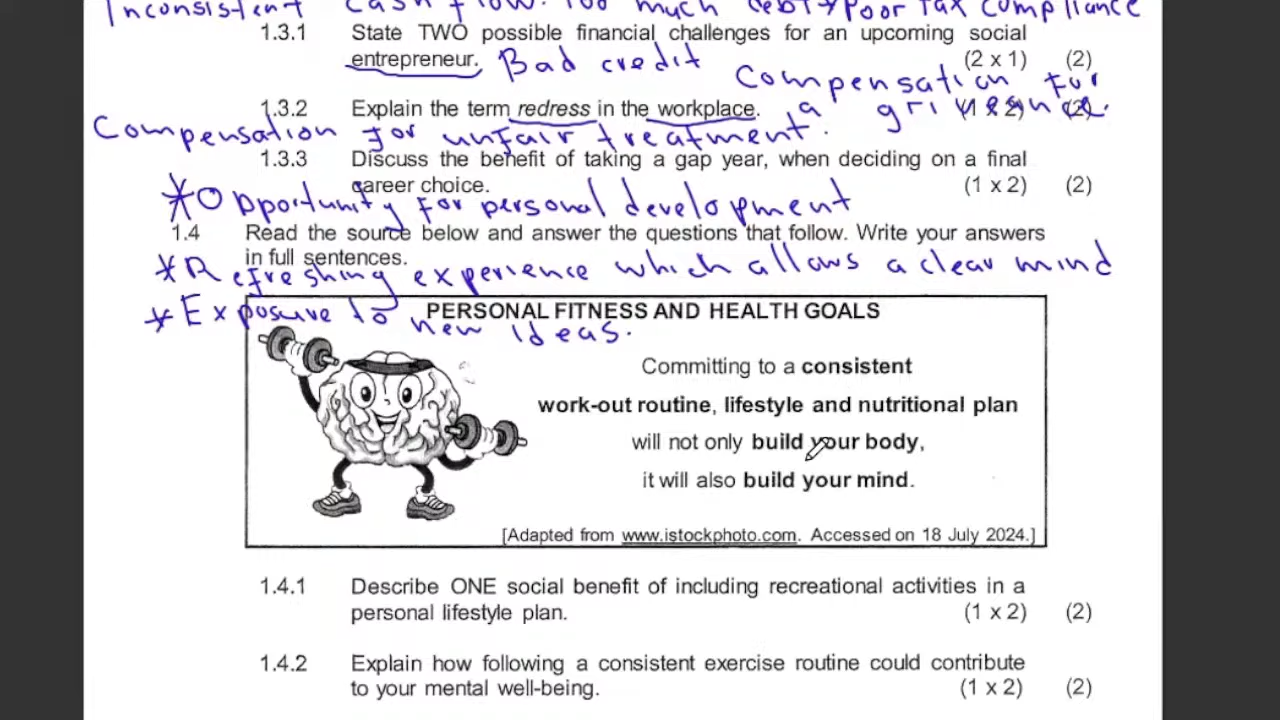 Inconsistent cash flow. Too much debt * Poor tax compliance
1.3.1 State TWO possible financial challenges for an upcoming social
entrepreneur. Bad credit (2 x 1) (2)
Compensation for
1.3.2 Explain the term redress in the workplace. a grivesance. (1 x 2) (2)
Compensation for unfair treatment.
1.3.3 Discuss the benefit of taking a gap year, when deciding on a final
career choice. (1 x 2) (2)
* Opportunity for personal development
1.4 Read the source below and answer the questions that follow. Write your answers
in full sentences.
* Refreshing experience which allows a clear mind
* Exposure to new ideas.
PERSONAL FITNESS AND HEALTH GOALS
Committing to a consistent
work-out routine, lifestyle and nutritional plan
will not only build your body,
it will also build your mind.
[Adapted from www.istockphoto.com. Accessed on 18 July 2024.]
1.4.1 Describe ONE social benefit of including recreational activities in a
personal lifestyle plan. (1 x 2) (2)
1.4.2 Explain how following a consistent exercise routine could contribute
to your mental well-being. (1 x 2) (2)